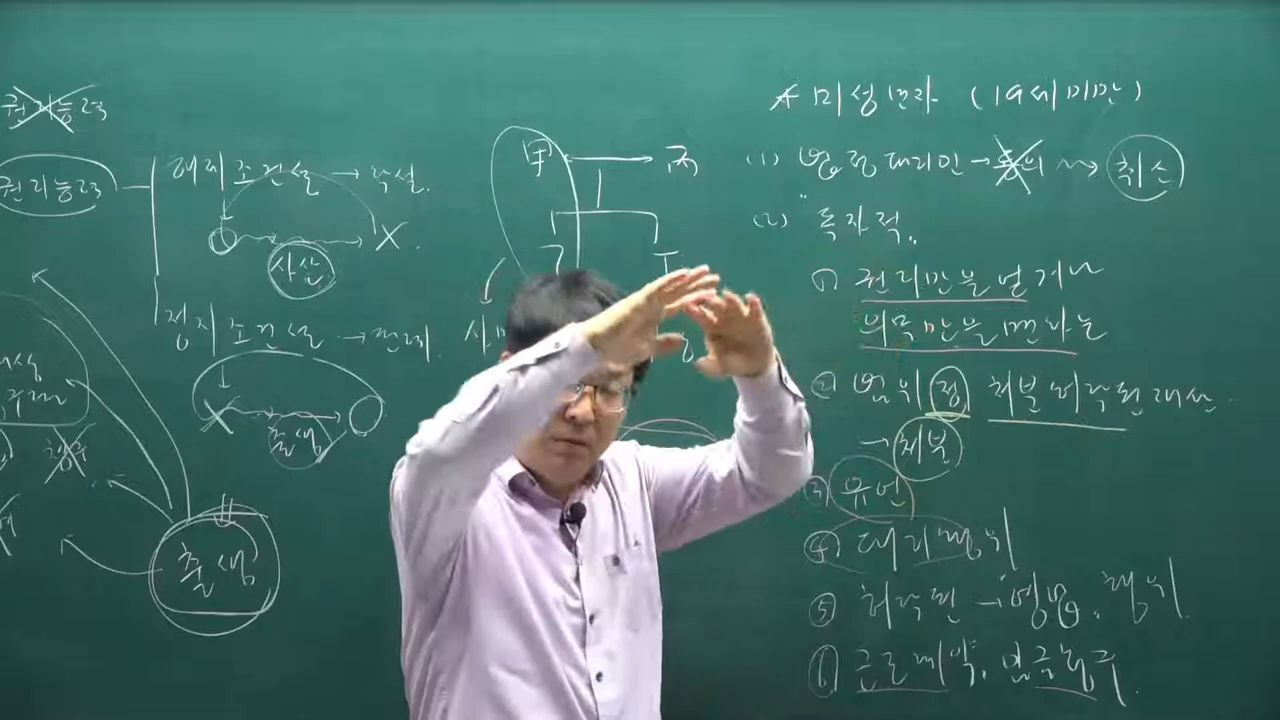 권리능력
권리능력
해제조건설 → 학설.
X.
사산
정지조건설 → 판례.
X
출생
출생
甲 → 丙
사
★ 미성년자 (19세미만)
(1) 법정대리인 → 동의 ⇝ 취소
(2) 독자적.
① 권리만을 얻거나
의무만을 면하는
② 범위 정 처분허락된 재산
→ 처분
③ 유언
④ 대리행위
⑤ 허락된 → 영업. 행위
⑥ 근로계약, 임금청구.